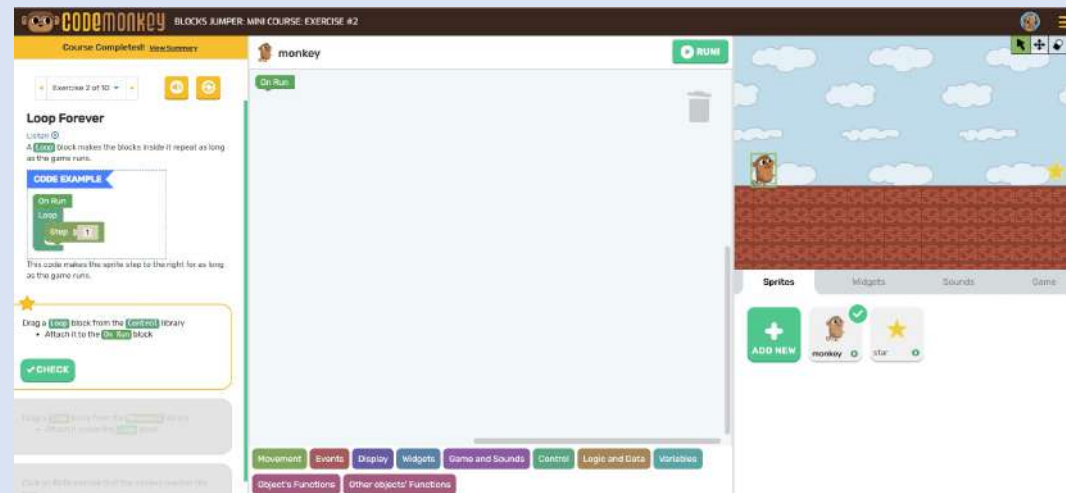 CODEMONKEY BLOCKS JUMPER: MINI COURSE: EXERCISE #2
Course Completed! View Summary
Exercise 2 of 10
Loop Forever
Listen
A Loop block makes the blocks inside it repeat as long
as the game runs.
CODE EXAMPLE
On Run
Loop
Step 1
This code makes the sprite step to the right for as long
as the game runs.
Drag a Loop block from the Control library
• Attach it to the On Run block
CHECK
monkey
RUN!
On Run
Movement Events Display Widgets Game and Sounds Control Logic and Data Variables
Object's Functions Other objects' Functions
Sprites Widgets Sounds Game
ADD NEW
monkey
star